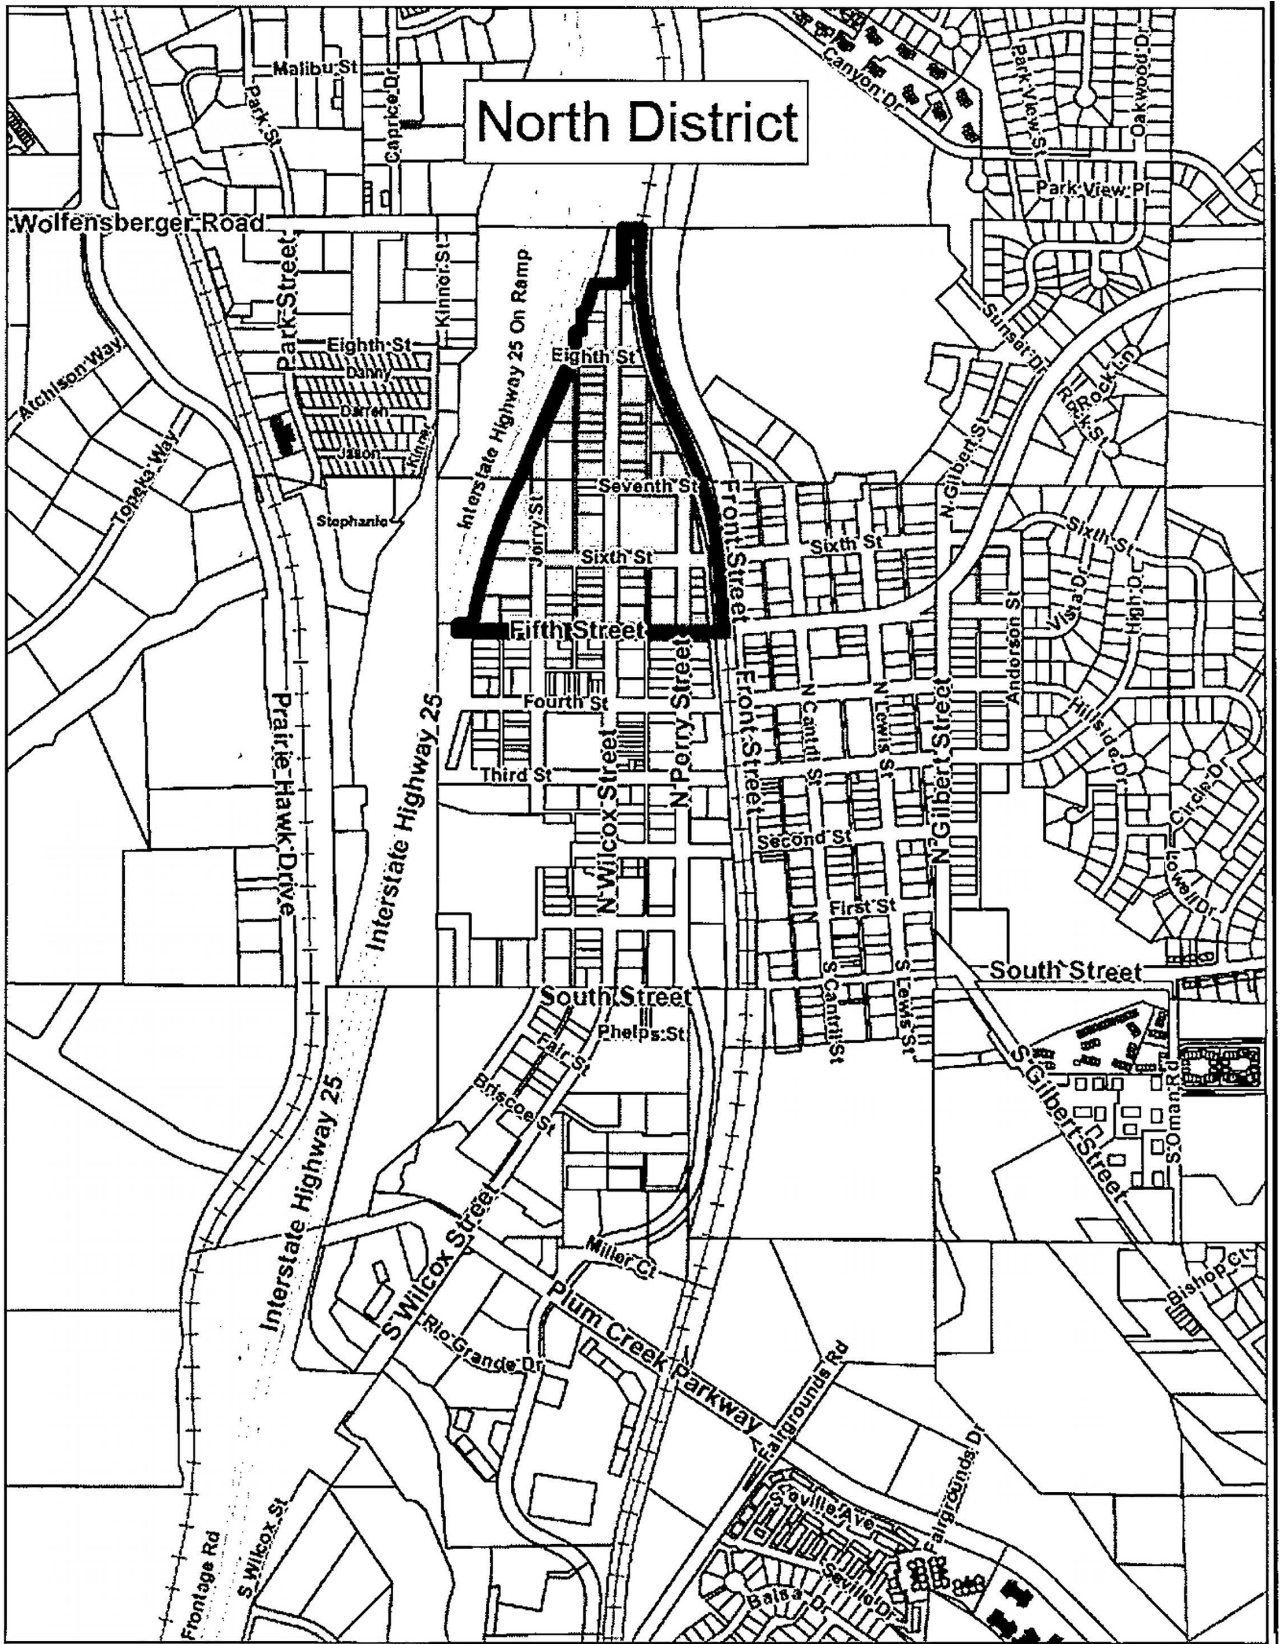 Malibu St
Park St
Caprice Dr
North District
Canyon Dr
Park View St
Oakwood Dr
Park View Pl
Wolfensberger Road
Park Street
Kinner St
Interstate Highway 25 On Ramp
Eighth St
Danny
Darren
Jason
Kinner
Stephanie
Atchison Way
Topeka Way
Eighth St
Sunset Dr
Rock Ln
Rock St
N Gilbert St
Seventh St
Jerry St
Sixth St
Front Street
Sixth St
Sixth St
Vista Dr
High Dr
Anderson St
Fifth Street
Fourth St
N Perry Street
Front Street
N Cantril St
N Lewis St
N Gilbert Street
Hillside Dr
Circle Dr
Lowell Dr
Prairie Hawk Drive
Interstate Highway 25
Third St
N Wilcox Street
Second St
First St
South Street
South Street
Phelps St
S Cantril St
S Lewis St
Fair St
Briscoe St
Interstate Highway 25
S Gilbert Street
S Oman Rd
S Wilcox Street
Miller Ct
Bishop Ct
Rio Grande Dr
Plum Creek Parkway
Fairgrounds Rd
Fairgrounds Dr
Seville Ave
Seville Dr
Balsa Dr
Frontage Rd
S Wilcox St